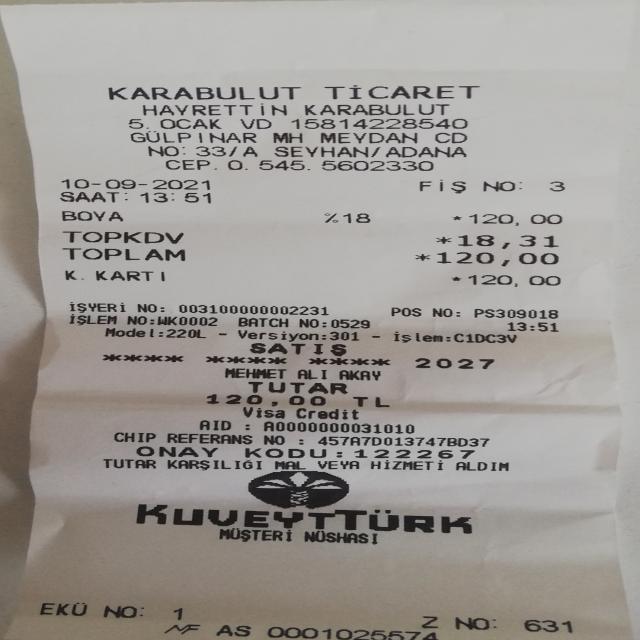 KARABULUT TİCARET
HAYRETTİN KARABULUT
5. OCAK VD 15814228540
GÜLPINAR MH MEYDAN CD
NO: 33/A SEYHAN/ADANA
CEP. 0. 545. 5602330
10-09-2021 FİŞ NO: 3
SAAT: 13:51
BOYA %18 *120,00
TOPKDV *18,31
TOPLAM *120,00
K. KARTI *120,00
İŞYERİ NO: 003100000002231 POS NO: PS309018
İŞLEM NO:WK0002 BATCH NO:0529 13:51
Model:220L - Versiyon:301 - İşlem:C1DC3V
SATIŞ
**** **** **** 2027
MEHMET ALI AKAY
TUTAR
120,00 TL
Visa Credit
AID : A0000000031010
CHIP REFERANS NO : 457A7D013747BD37
ONAY KODU:122267
TUTAR KARŞILIĞI MAL VEYA HİZMETİ ALDIM
KUVEYTTÜRK
MÜŞTERİ NÜSHASI
EKÜ NO: 1 Z NO: 631
MF AS 0001025574